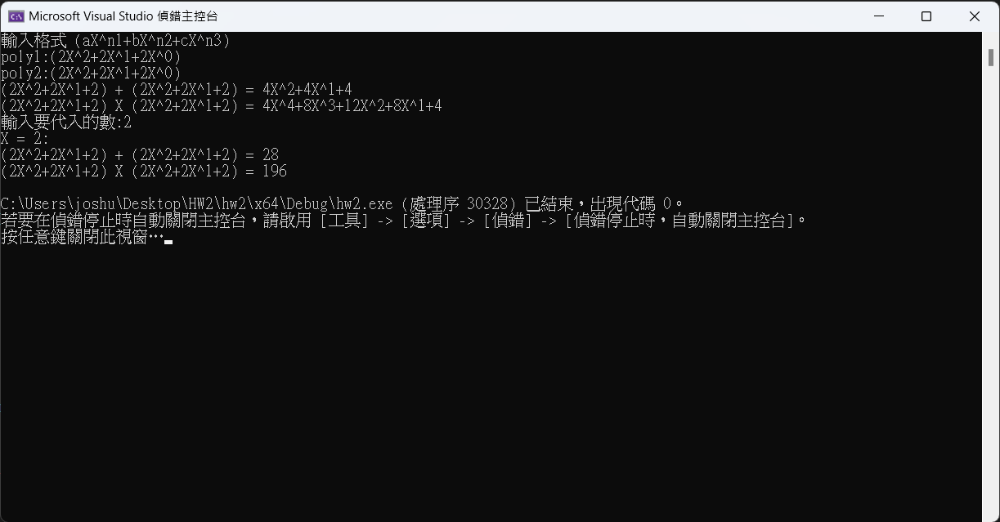 Microsoft Visual Studio 偵錯主控台
輸入格式 (aX^n1+bX^n2+cX^n3)
poly1:(2X^2+2X^1+2X^0)
poly2:(2X^2+2X^1+2X^0)
(2X^2+2X^1+2) + (2X^2+2X^1+2) = 4X^2+4X^1+4
(2X^2+2X^1+2) X (2X^2+2X^1+2) = 4X^4+8X^3+12X^2+8X^1+4
輸入要代入的數:2
X = 2:
(2X^2+2X^1+2) + (2X^2+2X^1+2) = 28
(2X^2+2X^1+2) X (2X^2+2X^1+2) = 196
C:\Users\joshu\Desktop\HW2\hw2\x64\Debug\hw2.exe (處理序 30328) 已結束，出現代碼 0。
若要在偵錯停止時自動關閉主控台，請啟用 [工具] -> [選項] -> [偵錯] -> [偵錯停止時，自動關閉主控台]。
按任意鍵關閉此視窗…